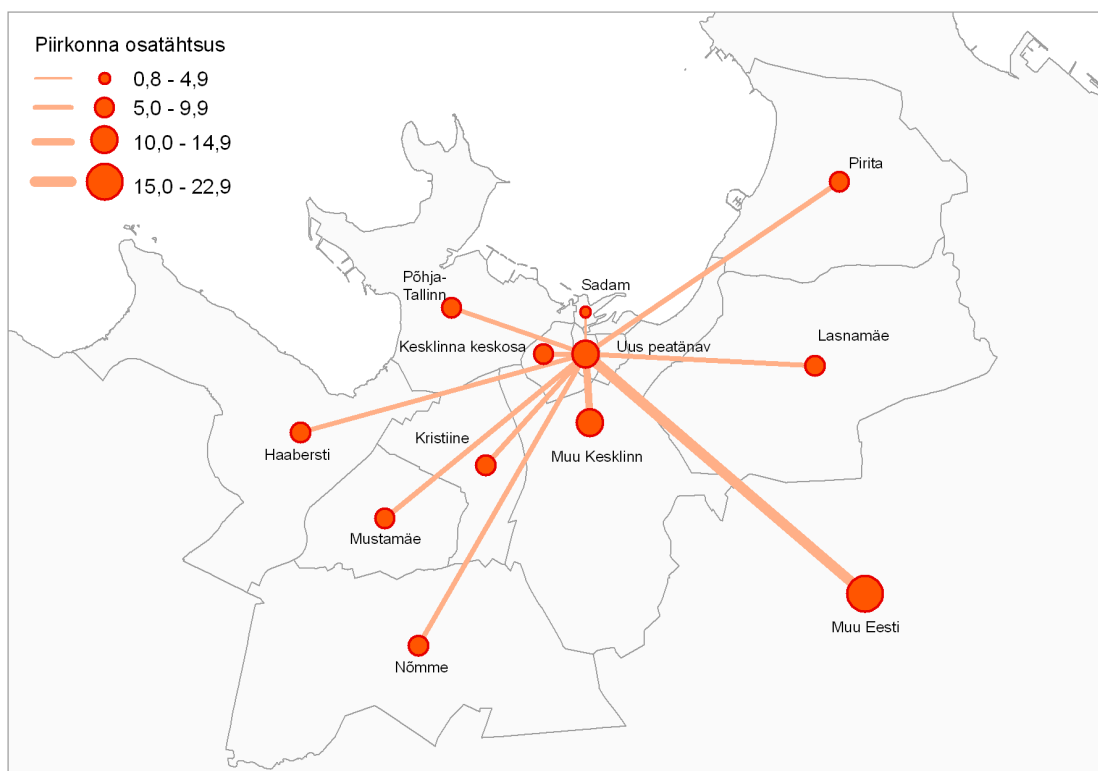 Piirkonna osatähtsus
0,8 - 4,9
5,0 - 9,9
10,0 - 14,9
15,0 - 22,9
Pirita
Põhja-
Tallinn
Sadam
Kesklinna keskosa
Uus peatänav
Lasnamäe
Kristiine
Haabersti
Muu Kesklinn
Mustamäe
Muu Eesti
Nõmme